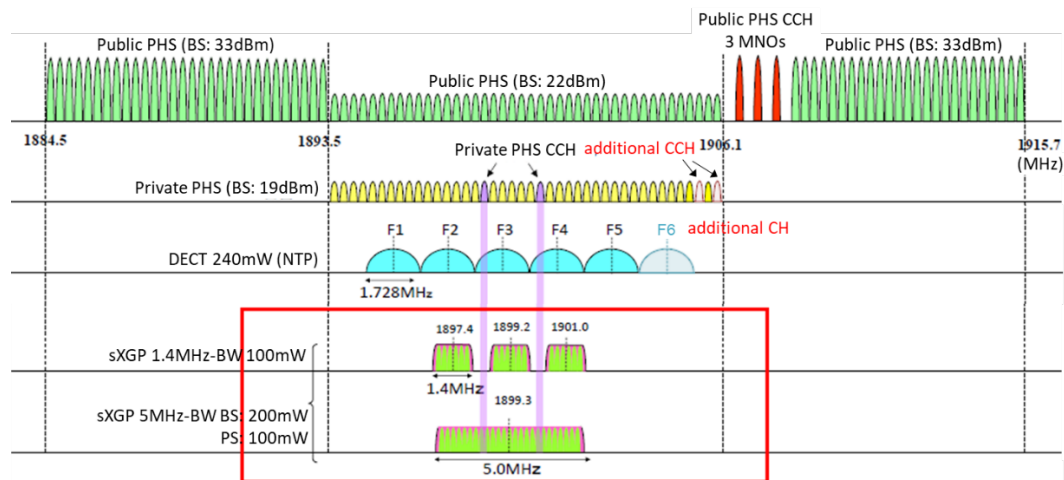 Public PHS CCH
3 MNOs
Public PHS (BS: 33dBm)
Public PHS (BS: 33dBm)
Public PHS (BS: 22dBm)
1884.5
1893.5
1906.1
1915.7
(MHz)
Private PHS CCH
additional CCH
Private PHS (BS: 19dBm)
F1
F2
F3
F4
F5
F6
additional CH
DECT 240mW (NTP)
1.728MHz
1897.4
1899.2
1901.0
sXGP 1.4MHz-BW 100mW
1.4MHz
1899.3
sXGP 5MHz-BW BS: 200mW
PS: 100mW
5.0MHz